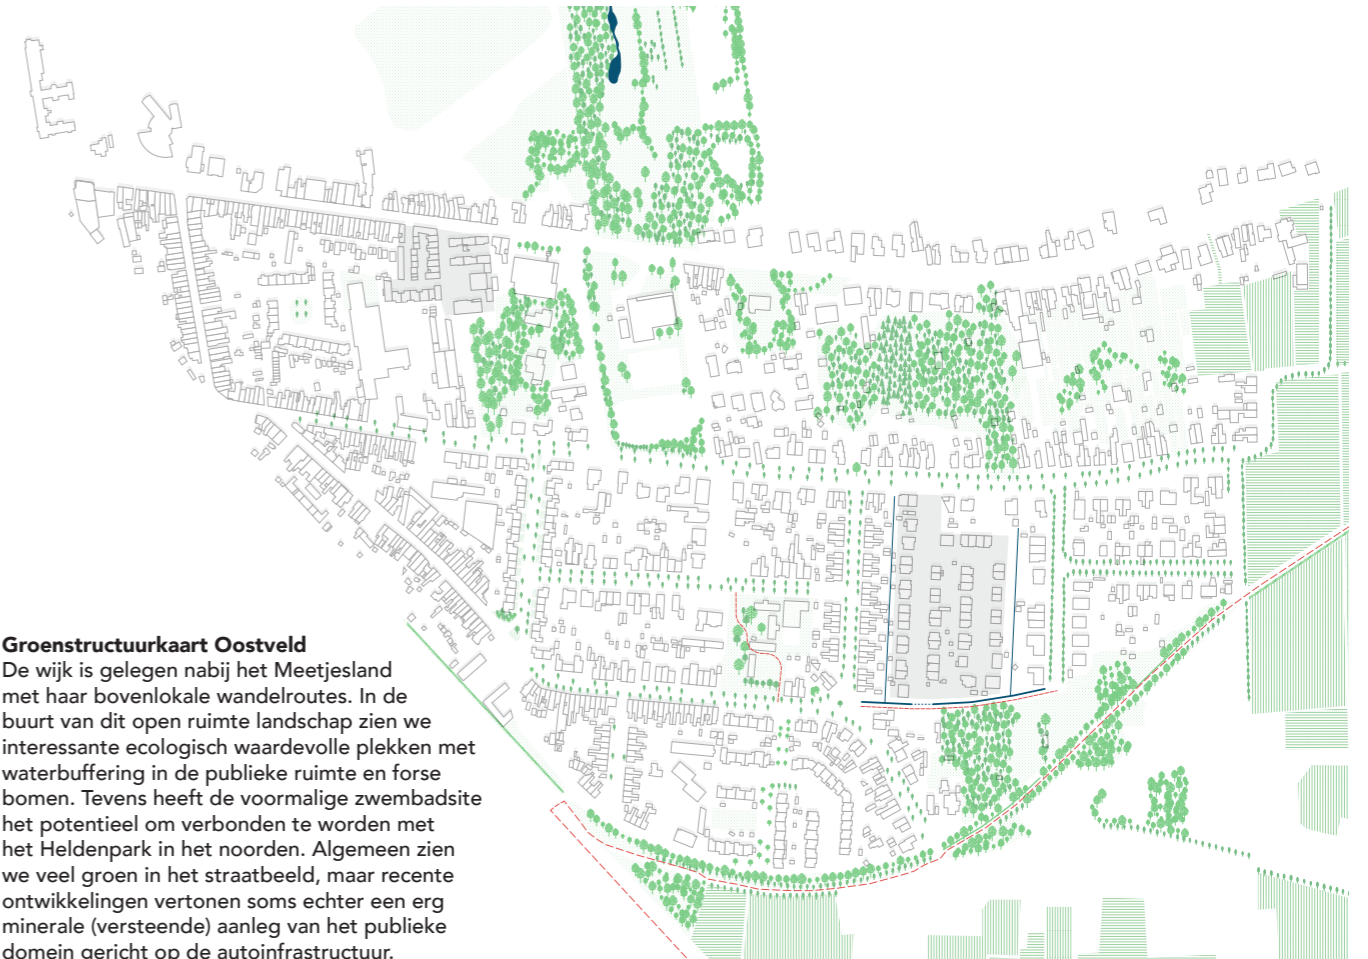 Groenstructuurkaart Oostveld
De wijk is gelegen nabij het Meetjesland
met haar bovenlokale wandelroutes. In de
buurt van dit open ruimte landschap zien we
interessante ecologisch waardevolle plekken met
waterbuffering in de publieke ruimte en forse
bomen. Tevens heeft de voormalige zwembadsite
het potentieel om verbonden te worden met
het Heldenpark in het noorden. Algemeen zien
we veel groen in het straatbeeld, maar recente
ontwikkelingen vertonen soms echter een erg
minerale (versteende) aanleg van het publieke
domein gericht op de autoinfrastructuur.